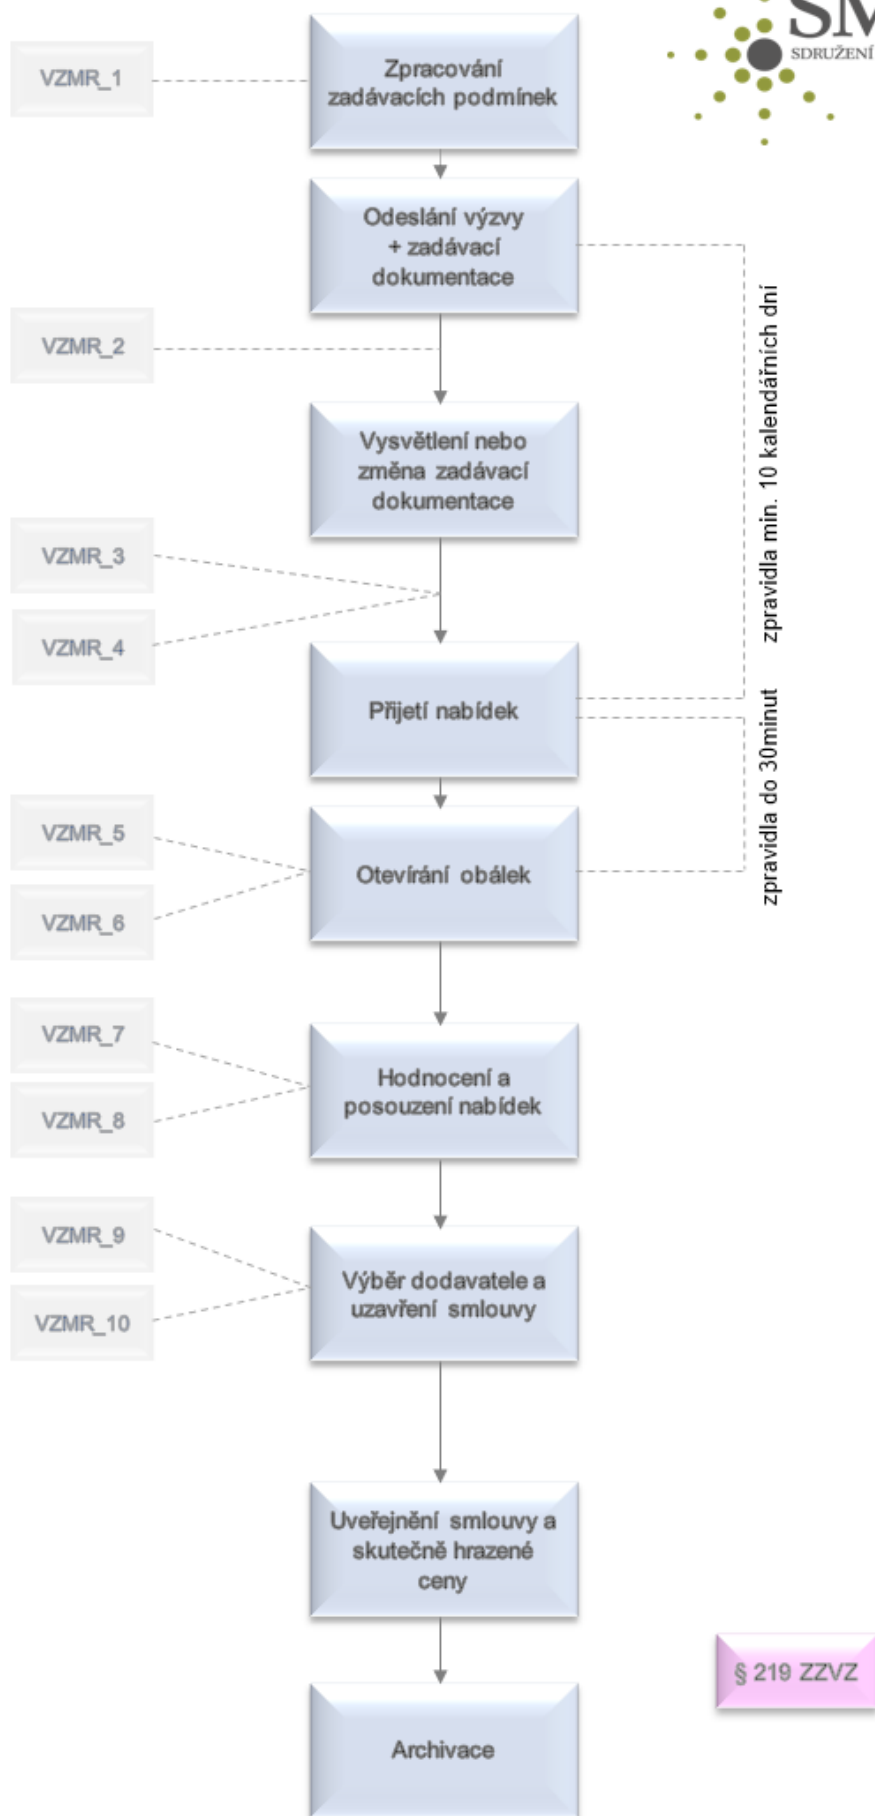 SM
SDRUŽENÍ
VZMR_1
Zpracování
zadávacích podmínek
Odeslání výzvy
+ zadávací
dokumentace
VZMR_2
Vysvětlení nebo
změna zadávací
dokumentace
zpravidla min. 10 kalendářních dní
VZMR_3
VZMR_4
Přijetí nabídek
zpravidla do 30minut
VZMR_5
Otevírání obálek
VZMR_6
VZMR_7
Hodnocení a
posouzení nabídek
VZMR_8
VZMR_9
Výběr dodavatele a
uzavření smlouvy
VZMR_10
Uveřejnění smlouvy a
skutečně hrazené
ceny
§ 219 ZZVZ
Archivace